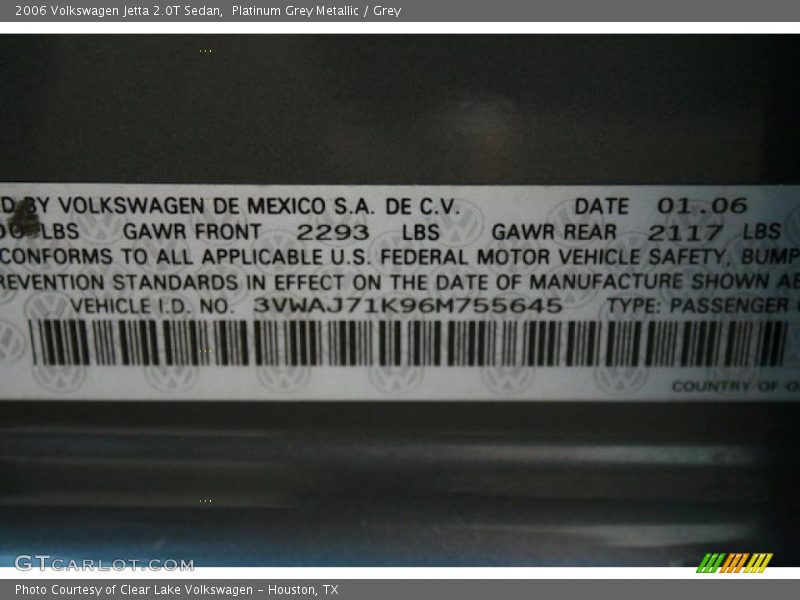 2006 Volkswagen Jetta 2.0T Sedan, Platinum Grey Metallic / Grey
D BY VOLKSWAGEN DE MEXICO S.A. DE C.V. DATE 01.06
LBS GAWR FRONT 2293 LBS GAWR REAR 2117 LBS
CONFORMS TO ALL APPLICABLE U.S. FEDERAL MOTOR VEHICLE SAFETY, BUMP
REVENTION STANDARDS IN EFFECT ON THE DATE OF MANUFACTURE SHOWN AB
VEHICLE I.D. NO. 3VWAJ71K96M755645 TYPE: PASSENGER
COUNTRY OF O
GTCARLOT.COM
Photo Courtesy of Clear Lake Volkswagen - Houston, TX